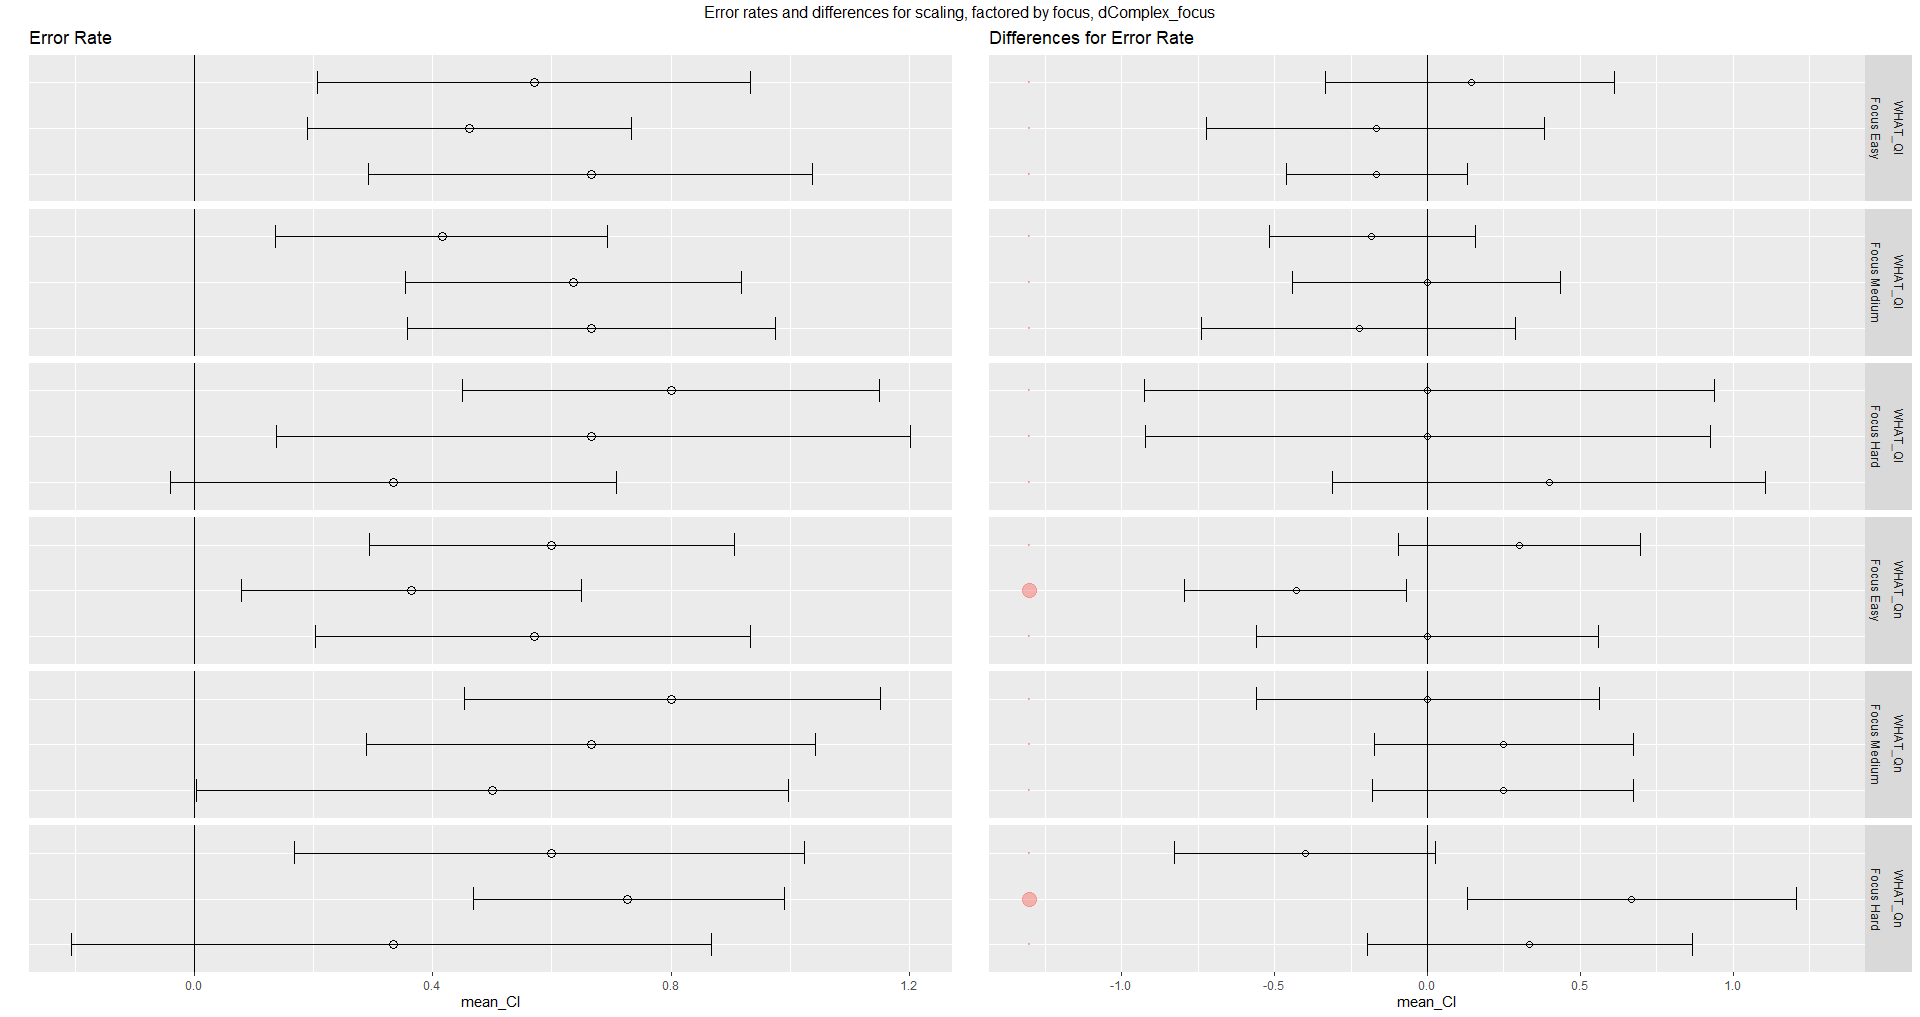 Error rates and differences for scaling, factored by focus, dComplex_focus
Error Rate
Differences for Error Rate
WHAT_Ql
Focus Easy
WHAT_Ql
Focus Medium
WHAT_Ql
Focus Hard
WHAT_Qn
Focus Easy
WHAT_Qn
Focus Medium
WHAT_Qn
Focus Hard
0.0 0.4 0.8 1.2
mean_CI
-1.0 -0.5 0.0 0.5 1.0
mean_CI